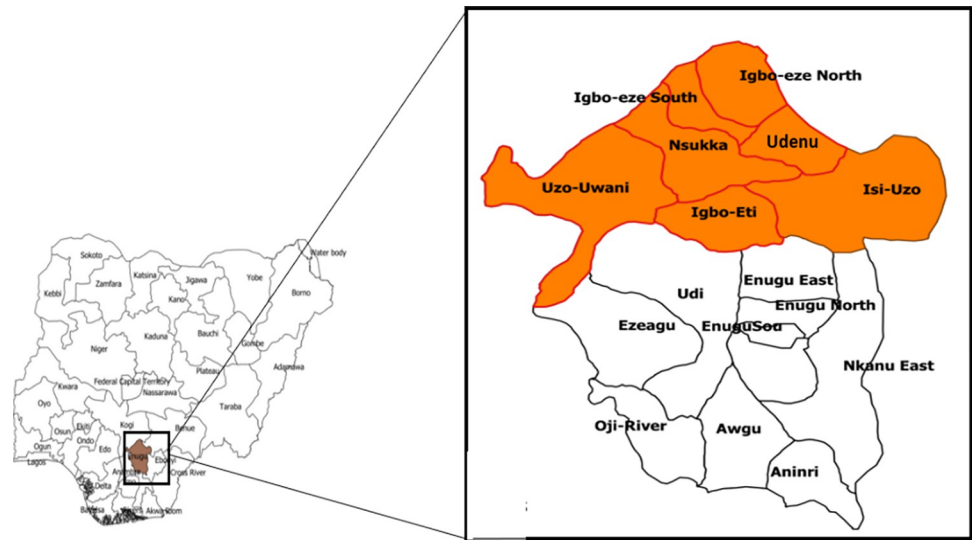 Sokoto
Katsina
Kebbi
Zamfara
Jigawa
Yobe
Water body
Borno
Kano
Niger
Kaduna
Bauchi
Gombe
Adamawa
Kwara
Federal Capital Territory
Plateau
Nassarawa
Taraba
Oyo
Kogi
Benue
Osun
Ekiti
Ondo
Ogun
Edo
Enugu
Lagos
Cross River
Delta
Akwa Ibom
Igbo-eze North
Igbo-eze South
Nsukka
Udenu
Uzo-Uwani
Isi-Uzo
Igbo-Eti
Enugu East
Udi
Enugu North
Ezeagu
EnuguSou
Nkanu East
Oji-River
Awgu
Aninri